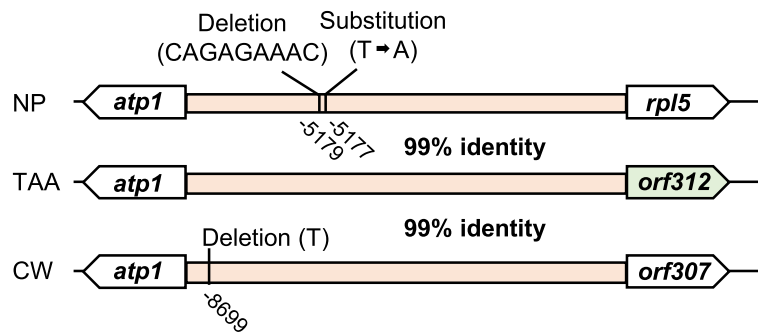 Deletion
(CAGAGAAAC)
Substitution
(T➡A)
NP
atp1
rpl5
-5179
-5177
99% identity
TAA
atp1
orf312
99% identity
Deletion (T)
CW
atp1
orf307
-8699